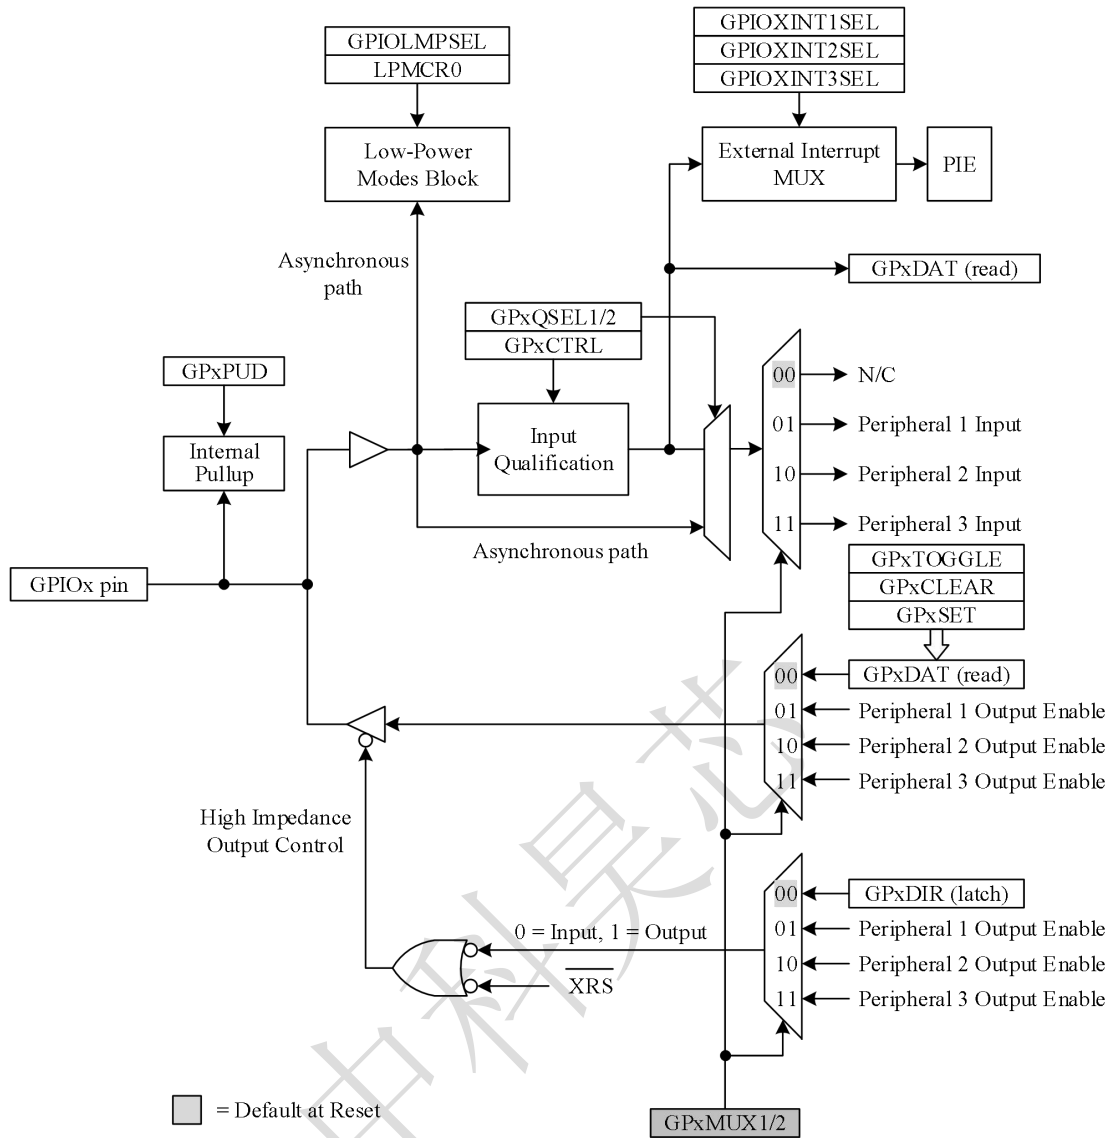 GPIOLMPSEL
LPMCR0
GPIOXINT1SEL
GPIOXINT2SEL
GPIOXINT3SEL
Low-Power
Modes Block
External Interrupt
MUX
PIE
Asynchronous
path
GPxDAT (read)
GPxQSEL1/2
GPxCTRL
GPxPUD
Internal
Pullup
Input
Qualification
00
N/C
01
Peripheral 1 Input
10
Peripheral 2 Input
11
Peripheral 3 Input
Asynchronous path
GPIOx pin
GPxTOGGLE
GPxCLEAR
GPxSET
00
GPxDAT (read)
01
Peripheral 1 Output Enable
10
Peripheral 2 Output Enable
11
Peripheral 3 Output Enable
High Impedance
Output Control
00
GPxDIR (latch)
01
Peripheral 1 Output Enable
10
Peripheral 2 Output Enable
11
Peripheral 3 Output Enable
0 = Input, 1 = Output
XRS
= Default at Reset
GPxMUX1/2
中科昊芯